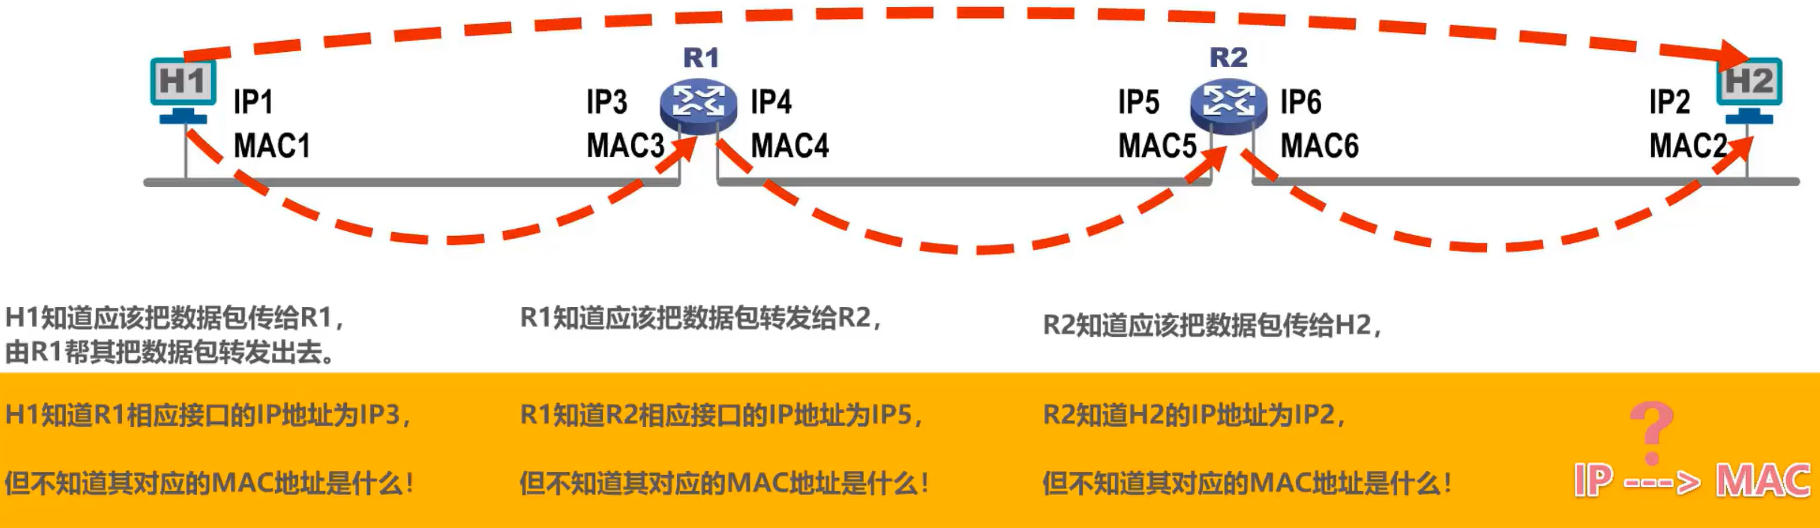 R1
R2
H1
H2
IP1
IP3
IP4
IP5
IP6
IP2
MAC1
MAC3
MAC4
MAC5
MAC6
MAC2
H1知道应该把数据包传给R1，
由R1帮其把数据包转发出去。
R1知道应该把数据包转发给R2，
R2知道应该把数据包传给H2，
H1知道R1相应接口的IP地址为IP3，
但不知道其对应的MAC地址是什么！
R1知道R2相应接口的IP地址为IP5，
但不知道其对应的MAC地址是什么！
R2知道H2的IP地址为IP2，
但不知道其对应的MAC地址是什么！
?
IP ---> MAC